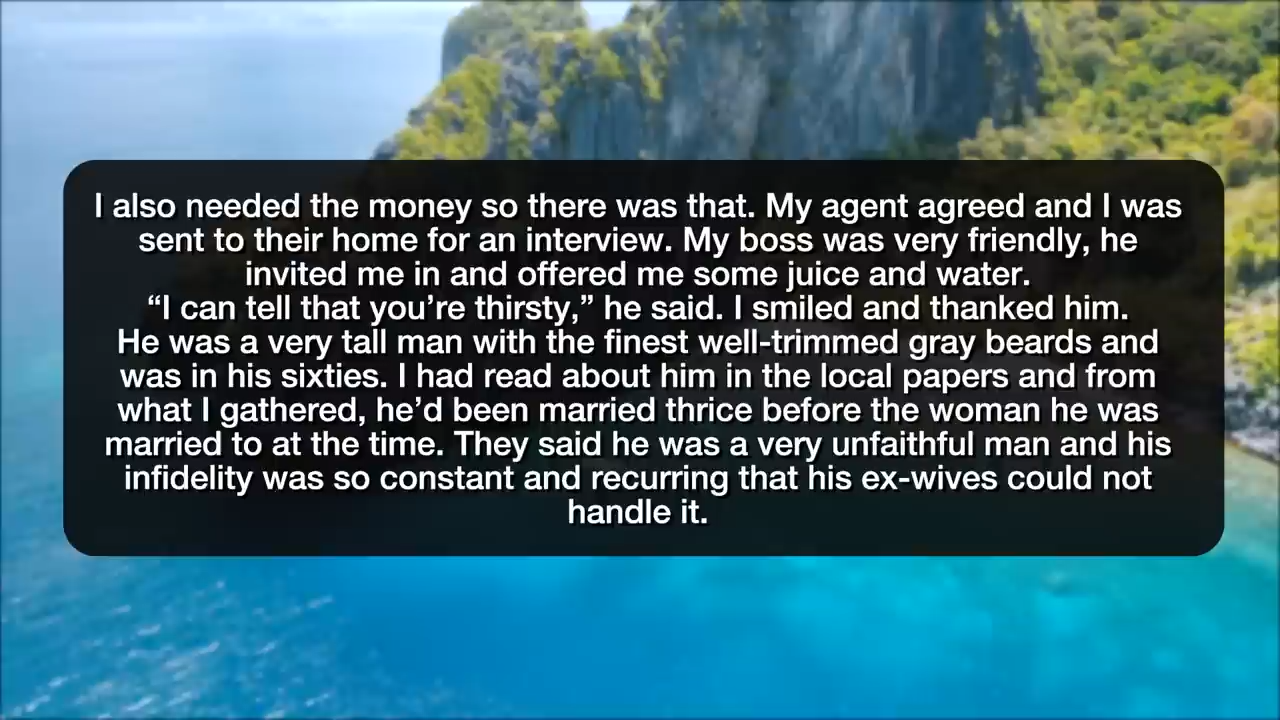 I also needed the money so there was that. My agent agreed and I was
sent to their home for an interview. My boss was very friendly, he
invited me in and offered me some juice and water.
“I can tell that you’re thirsty,” he said. I smiled and thanked him.
He was a very tall man with the finest well-trimmed gray beards and
was in his sixties. I had read about him in the local papers and from
what I gathered, he’d been married thrice before the woman he was
married to at the time. They said he was a very unfaithful man and his
infidelity was so constant and recurring that his ex-wives could not
handle it.